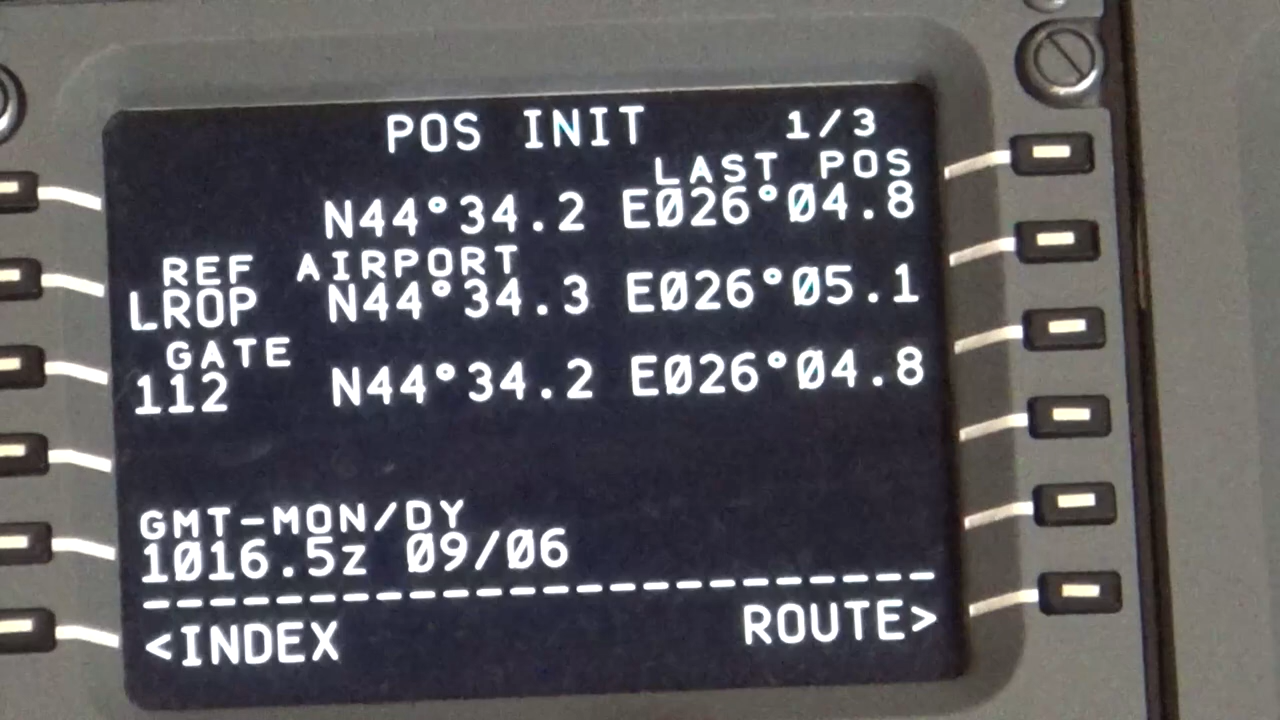 POS INIT 1/3
LAST POS
N44°34.2 E026°04.8
REF AIRPORT
LROP N44°34.3 E026°05.1
GATE
112 N44°34.2 E026°04.8
GMT-MON/DY
1016.5z 09/06
--------------------------------
<INDEX ROUTE>